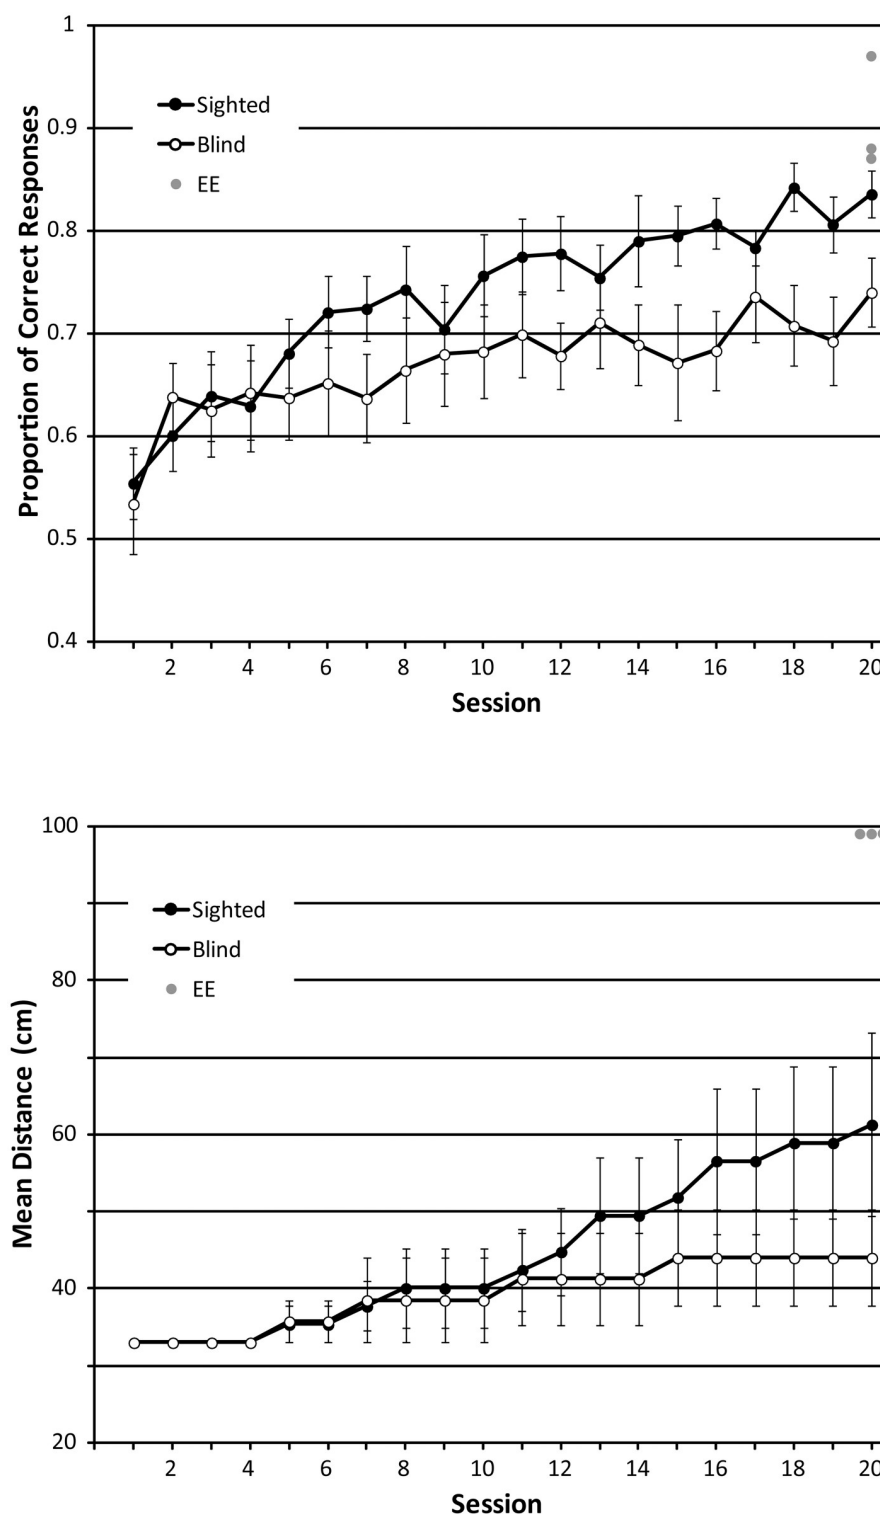 1
0.9
0.8
0.7
0.6
0.5
0.4
Proportion of Correct Responses
Sighted
Blind
EE
2 4 6 8 10 12 14 16 18 20
Session
100
80
60
40
20
Mean Distance (cm)
Sighted
Blind
EE
2 4 6 8 10 12 14 16 18 20
Session